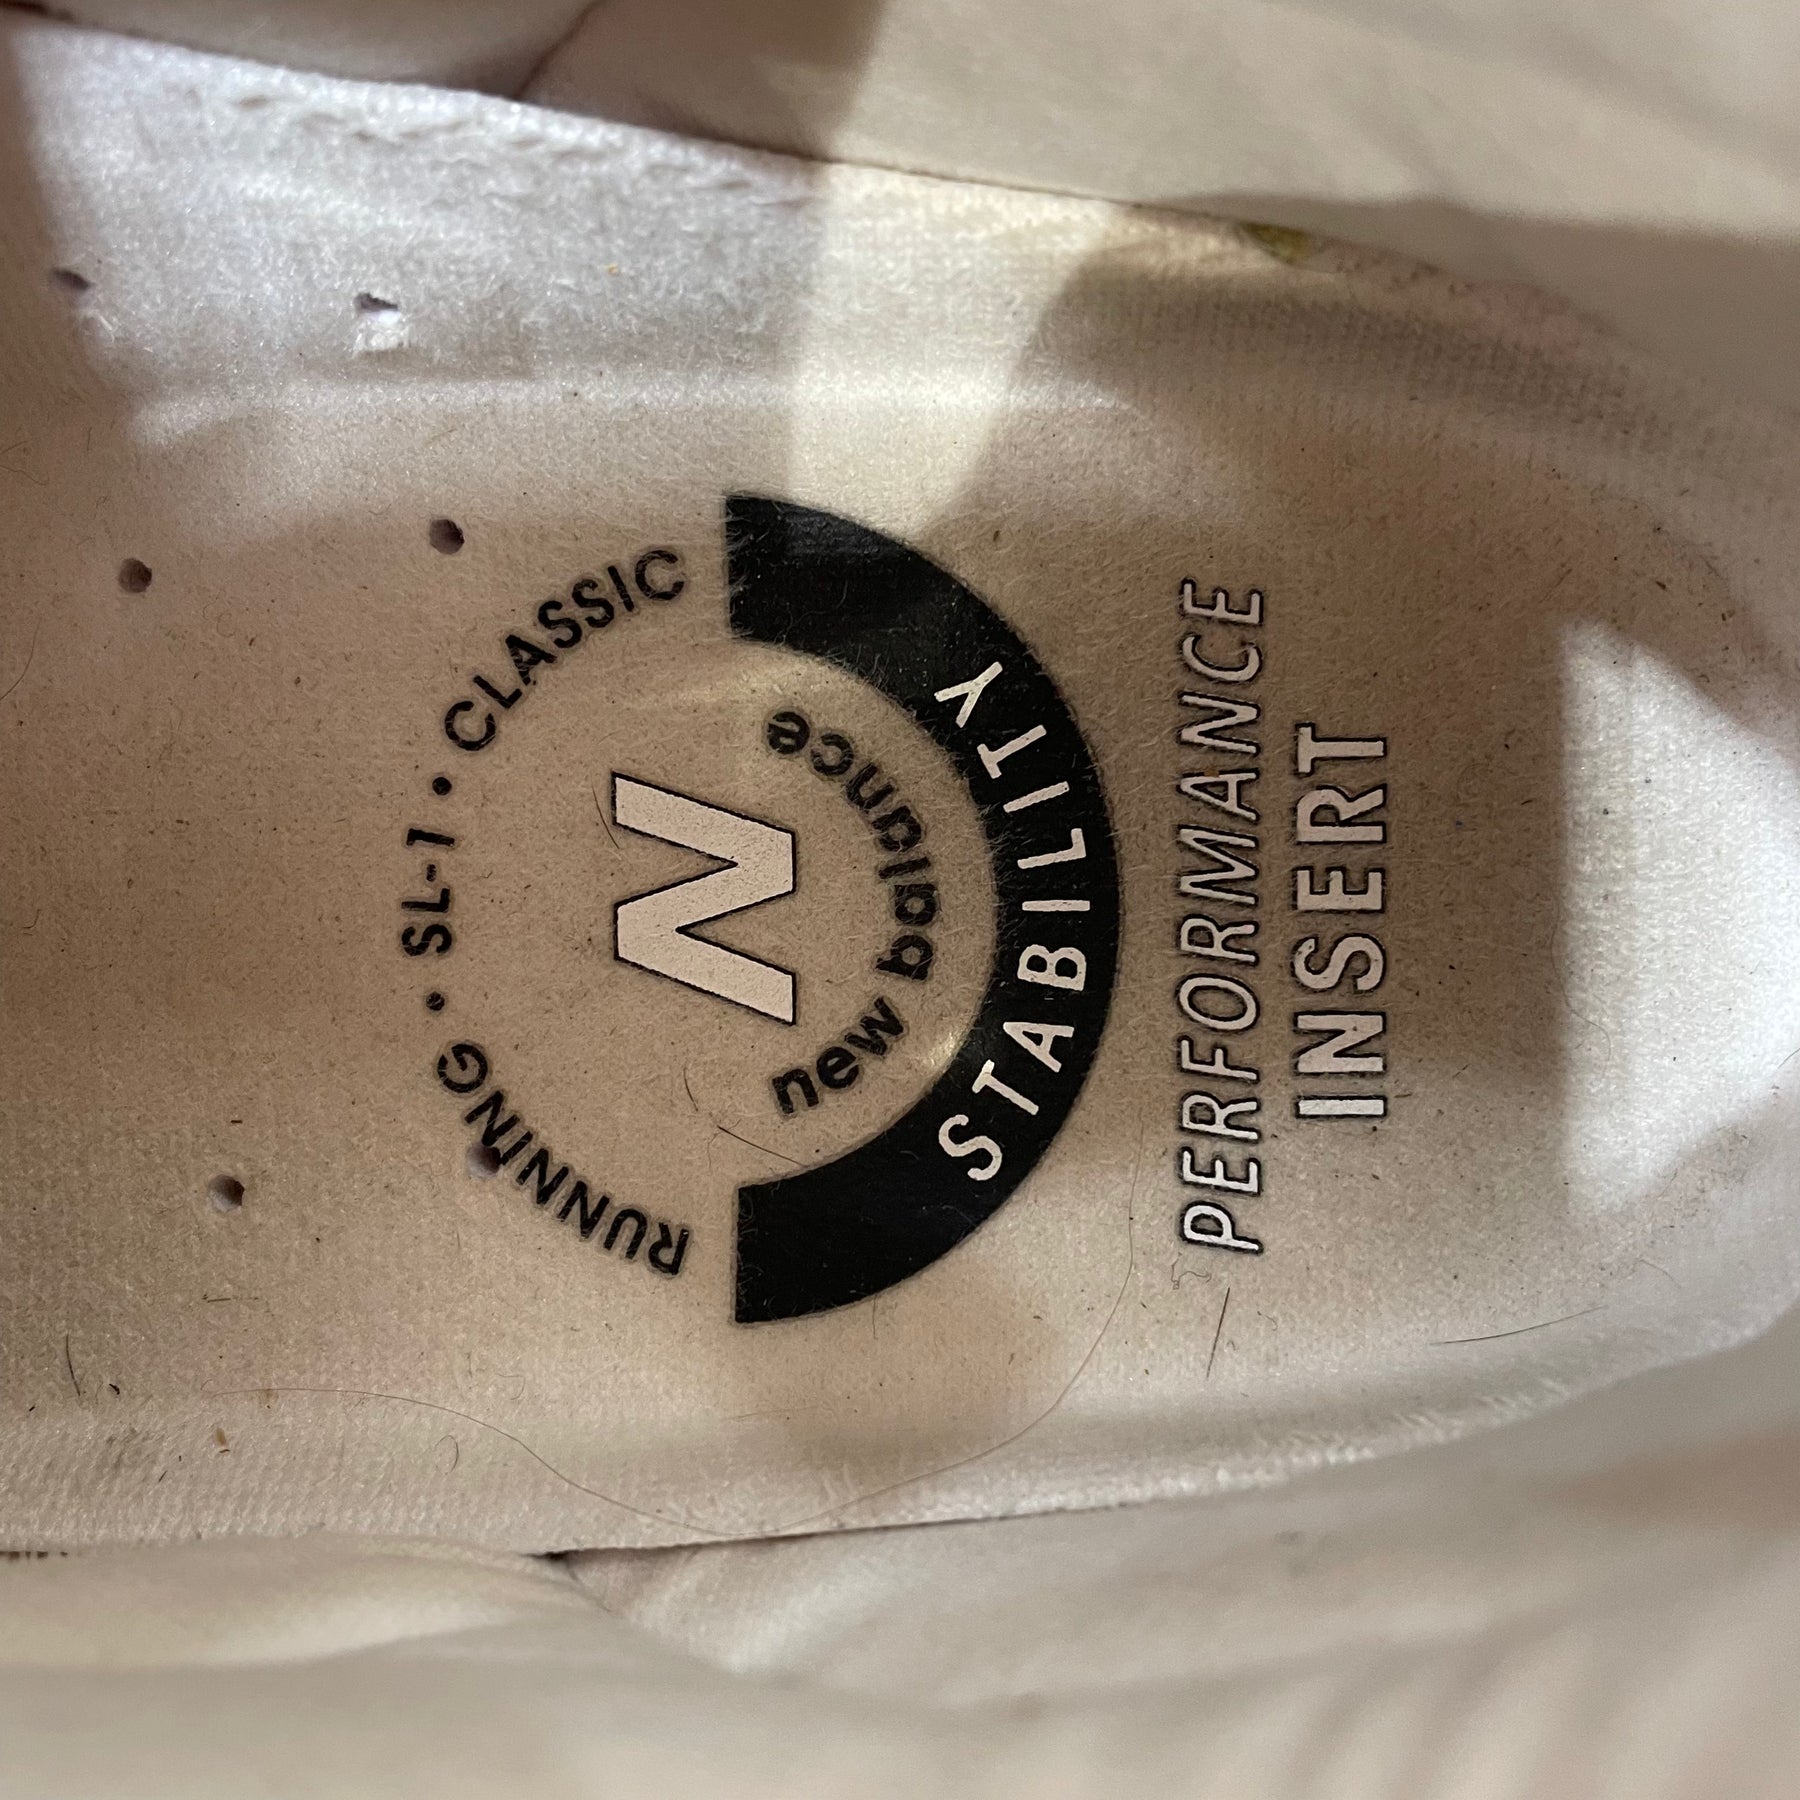 RUNNING • SL-1 • CLASSIC
N
new balance
STABILITY
PERFORMANCE
INSERT